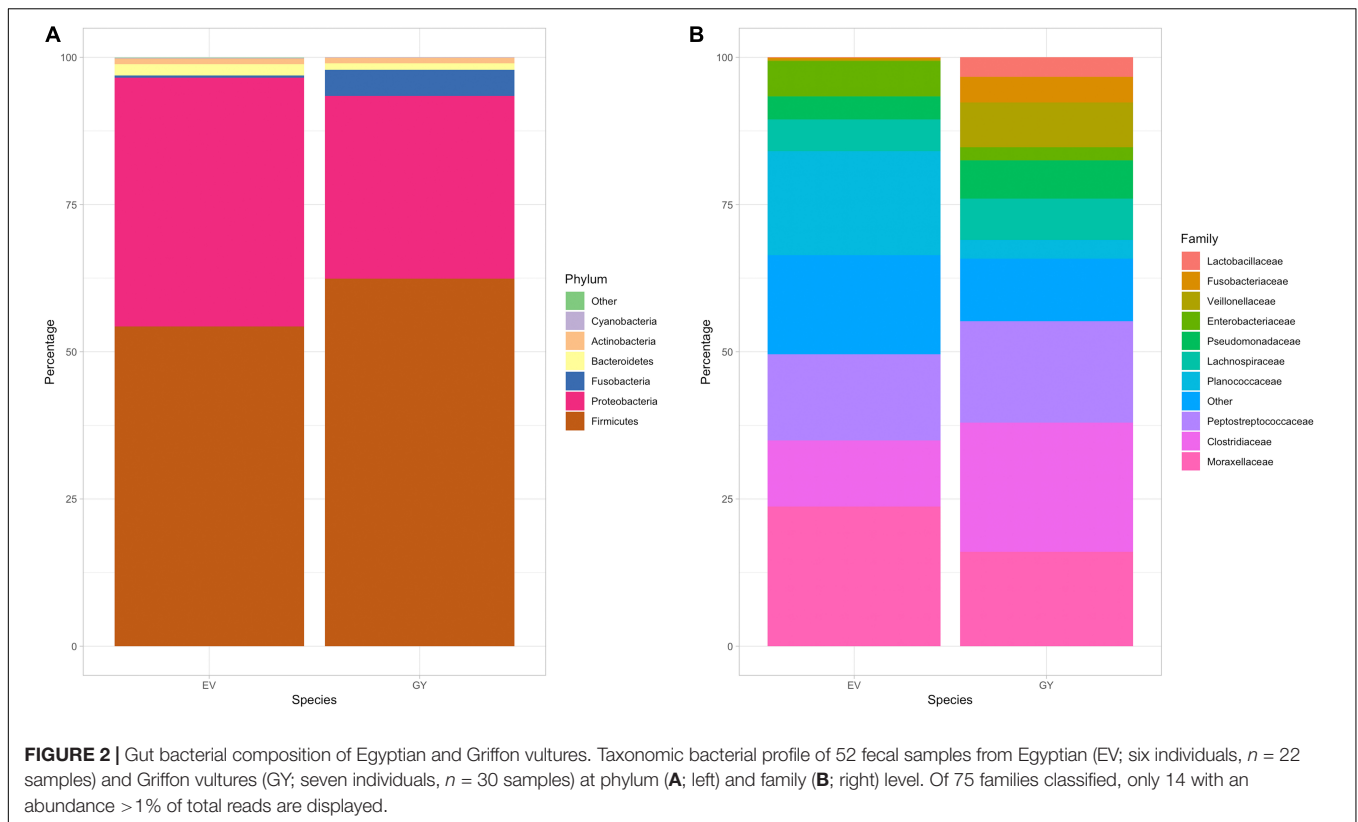 A
100
75
50
25
0
Percentage
EV
GY
Species
Phylum
Other
Cyanobacteria
Actinobacteria
Bacteroidetes
Fusobacteria
Proteobacteria
Firmicutes
B
100
75
50
25
0
Percentage
EV
GY
Species
Family
Lactobacillaceae
Fusobacteriaceae
Veillonellaceae
Enterobacteriaceae
Pseudomonadaceae
Lachnospiraceae
Planococcaceae
Other
Peptostreptococcaceae
Clostridiaceae
Moraxellaceae
FIGURE 2 | Gut bacterial composition of Egyptian and Griffon vultures. Taxonomic bacterial profile of 52 fecal samples from Egyptian (EV; six individuals, n = 22
samples) and Griffon vultures (GY; seven individuals, n = 30 samples) at phylum (A; left) and family (B; right) level. Of 75 families classified, only 14 with an
abundance >1% of total reads are displayed.